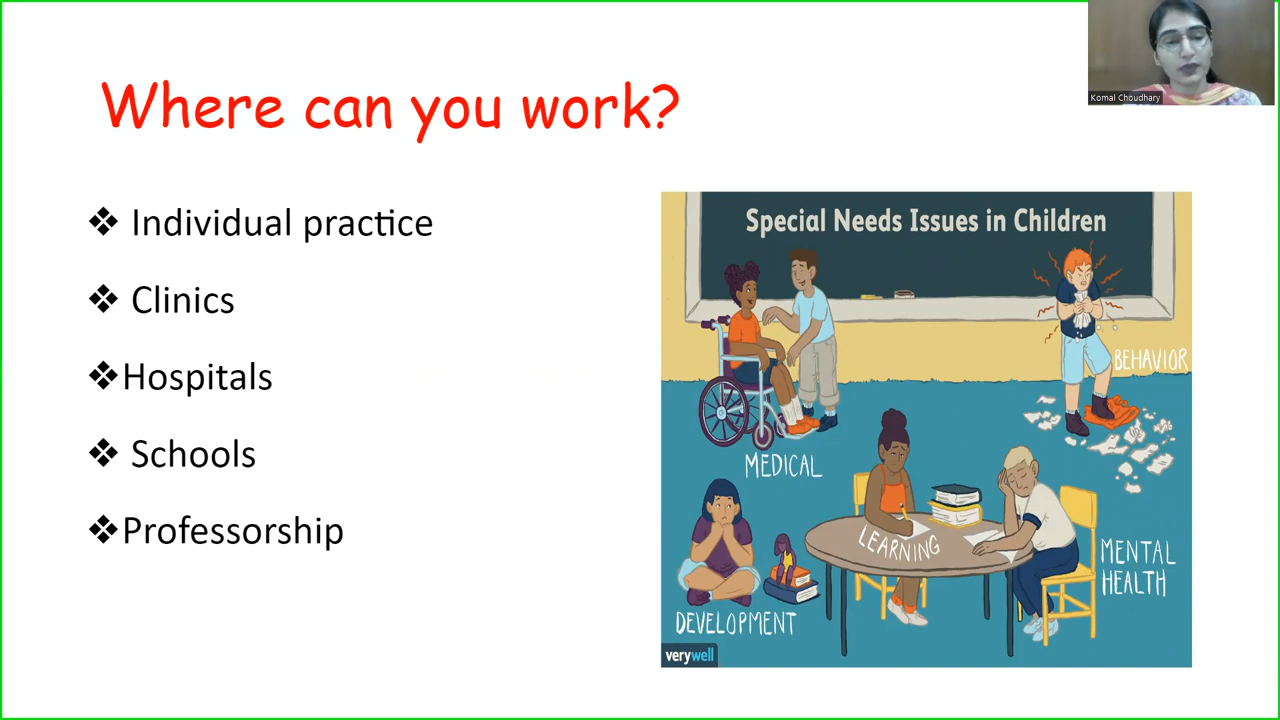 Where can you work?
Komal Choudhary
❖ Individual practice
❖ Clinics
❖Hospitals
❖ Schools
❖Professorship
Special Needs Issues in Children
BEHAVIOR
MEDICAL
LEARNING
MENTAL
HEALTH
DEVELOPMENT
verywell